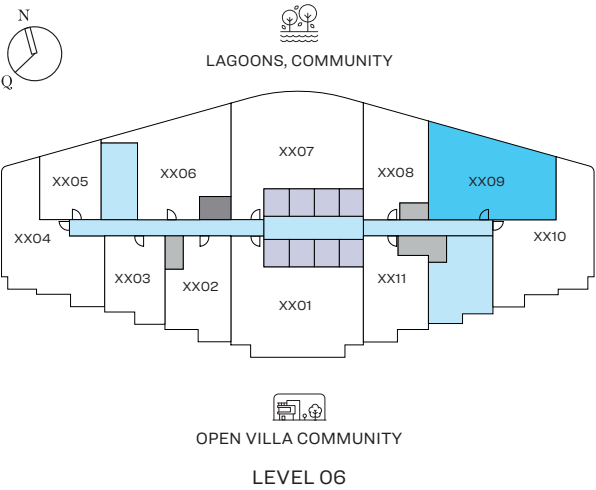 N
Q
LAGOONS, COMMUNITY
XX07
XX05
XX06
XX08
XX09
XX04
XX10
XX03
XX02
XX01
XX11
OPEN VILLA COMMUNITY
LEVEL 06